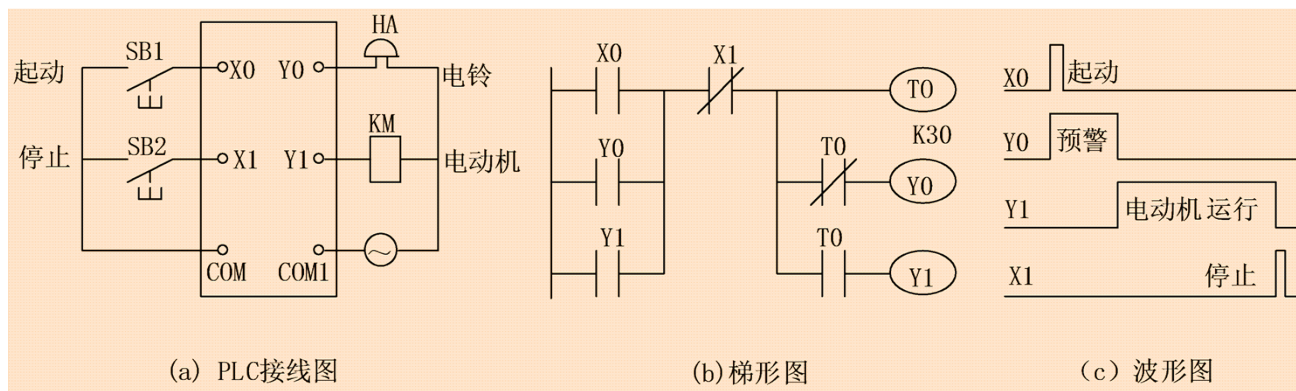 HA
起动
SB1
X0
Y0
电铃
停止
SB2
X1
Y1
KM
电动机
COM
COM1
(a) PLC接线图
X0
X1
T0
K30
Y0
T0
Y0
Y1
T0
Y1
(b)梯形图
X0
起动
Y0
预警
Y1
电动机运行
X1
停止
（c）波形图